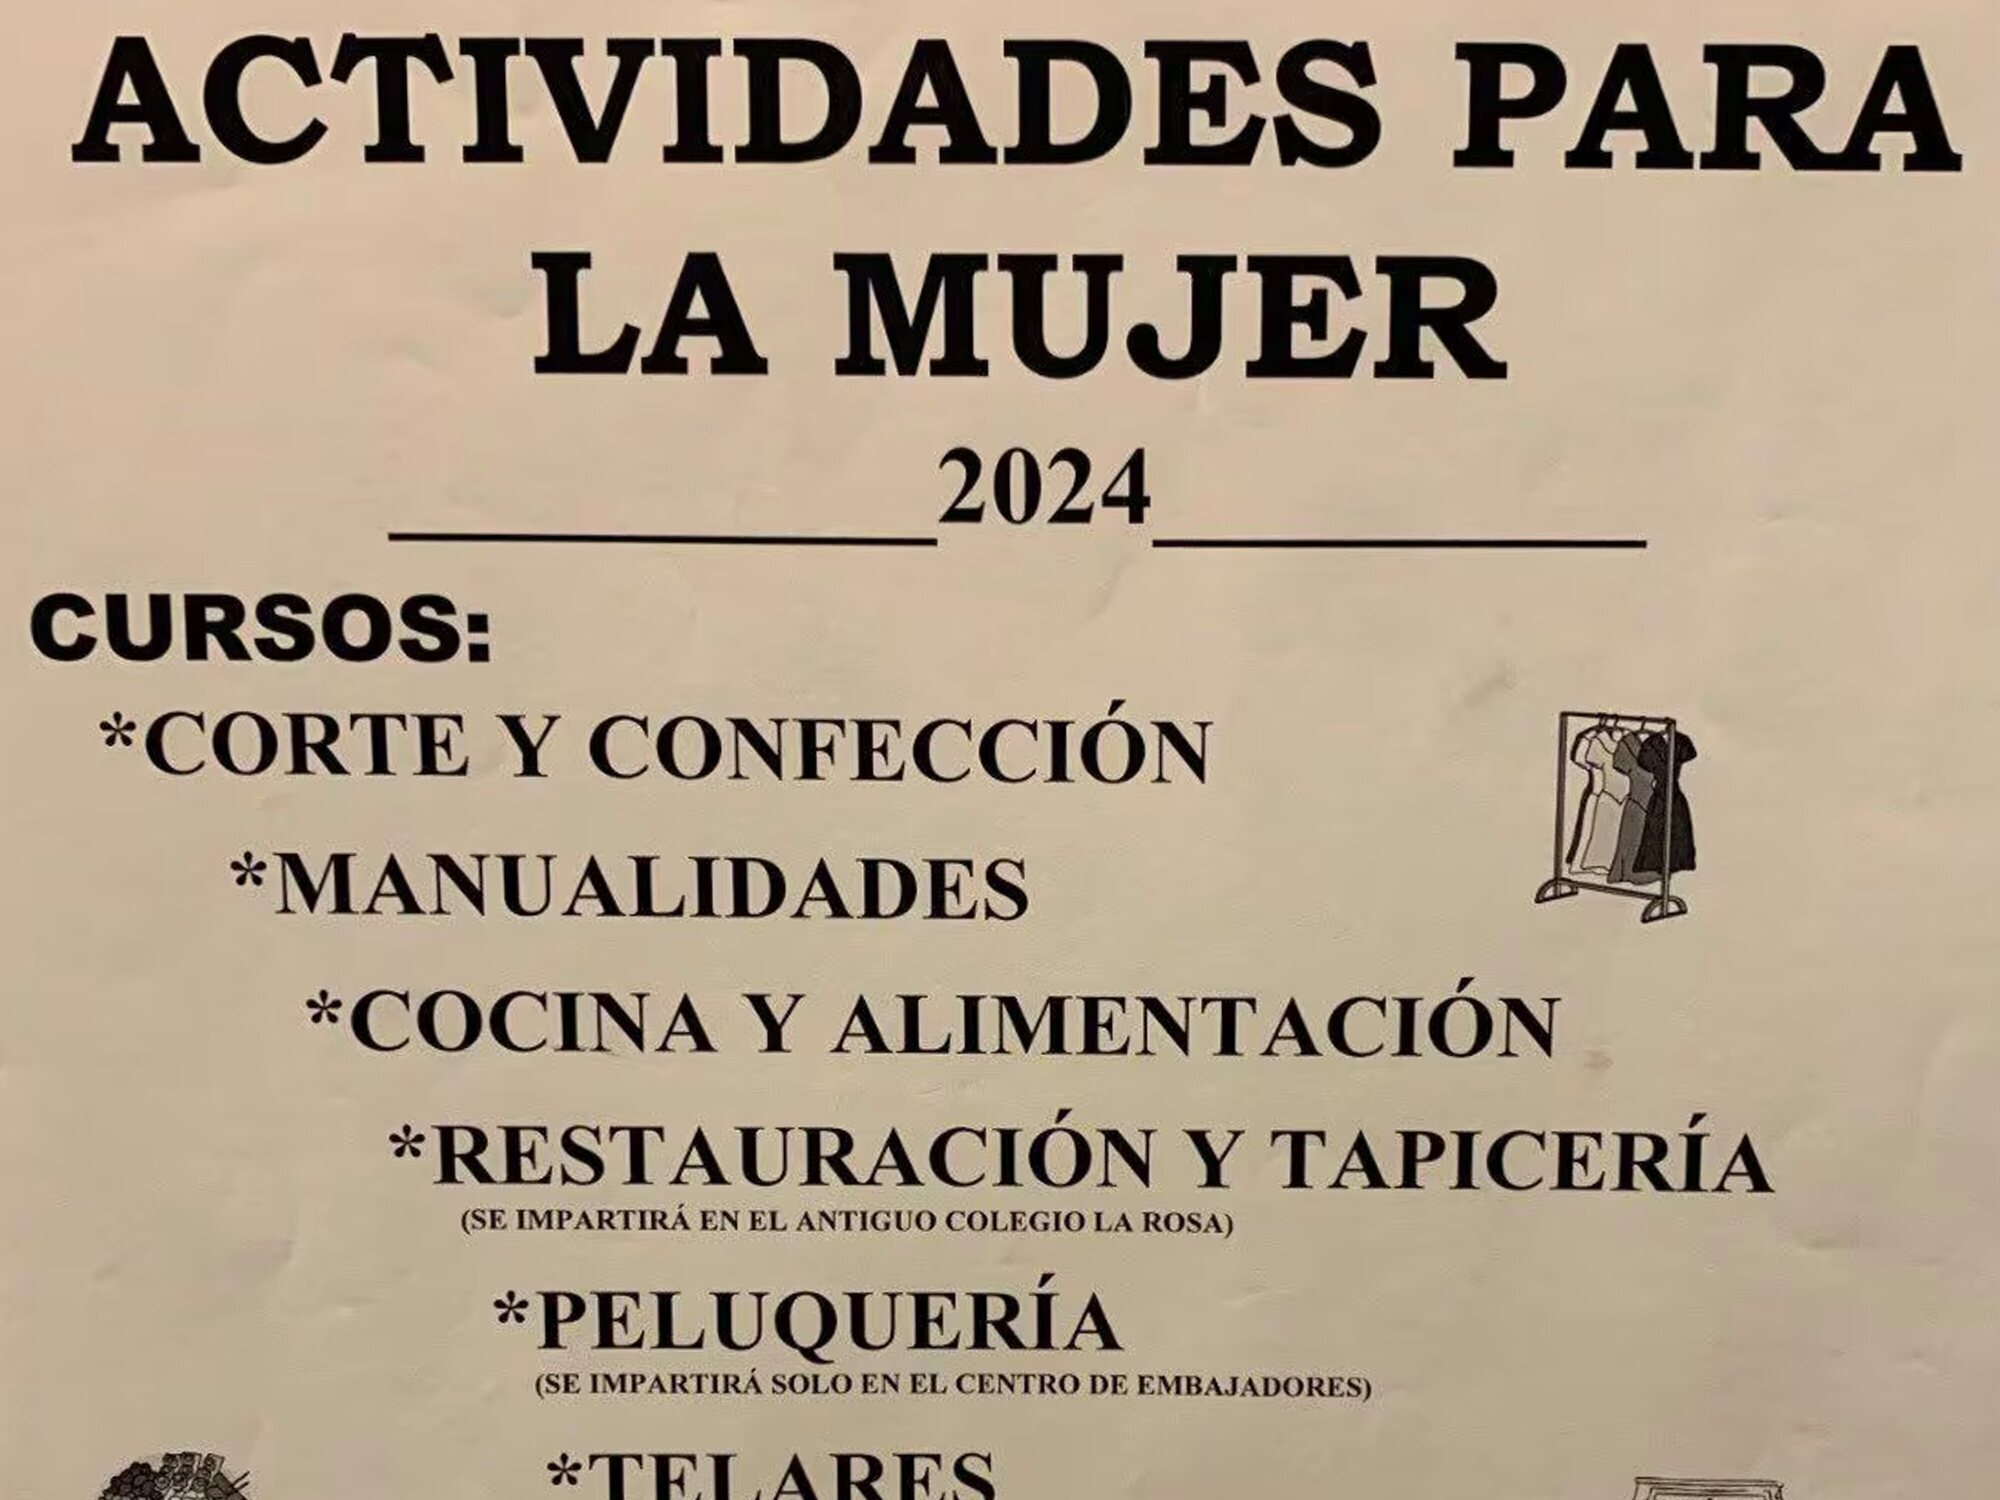 ACTIVIDADES PARA
LA MUJER
2024
CURSOS:
*CORTE Y CONFECCIÓN
*MANUALIDADES
*COCINA Y ALIMENTACIÓN
*RESTAURACIÓN Y TAPICERÍA
(SE IMPARTIRÁ EN EL ANTIGUO COLEGIO LA ROSA)
*PELUQUERÍA
(SE IMPARTIRÁ SOLO EN EL CENTRO DE EMBAJADORES)
*TELARES